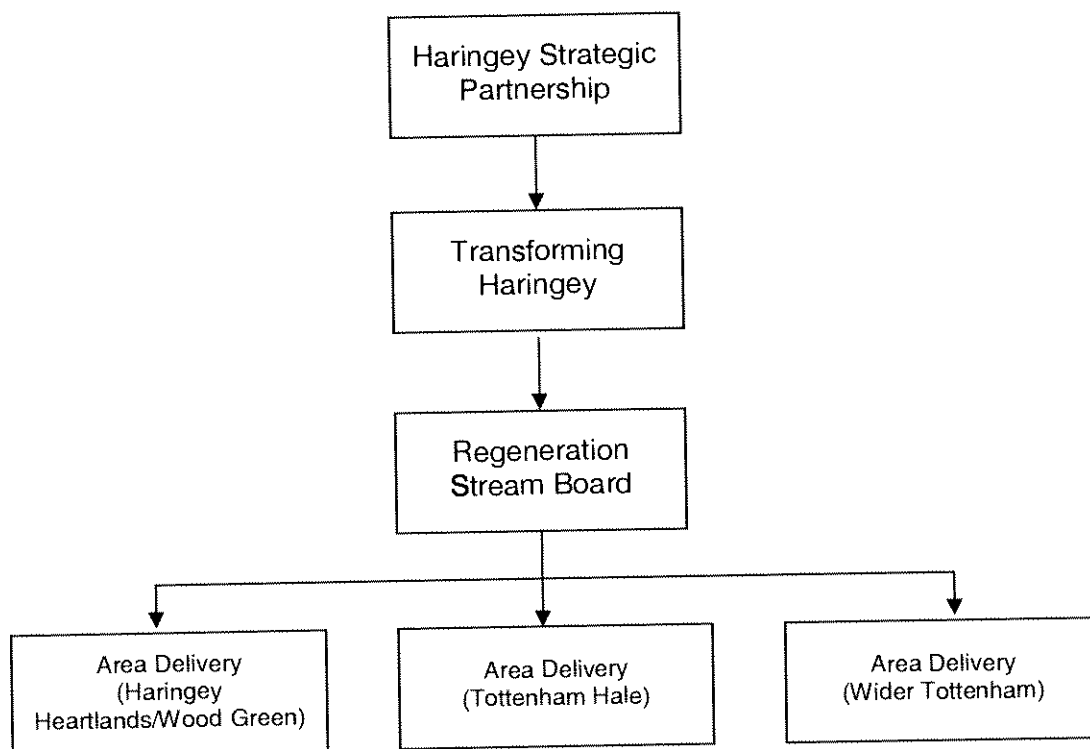 Haringey Strategic
Partnership
Transforming
Haringey
Regeneration
Stream Board
Area Delivery
(Haringey
Heartlands/Wood Green)
Area Delivery
(Tottenham Hale)
Area Delivery
(Wider Tottenham)